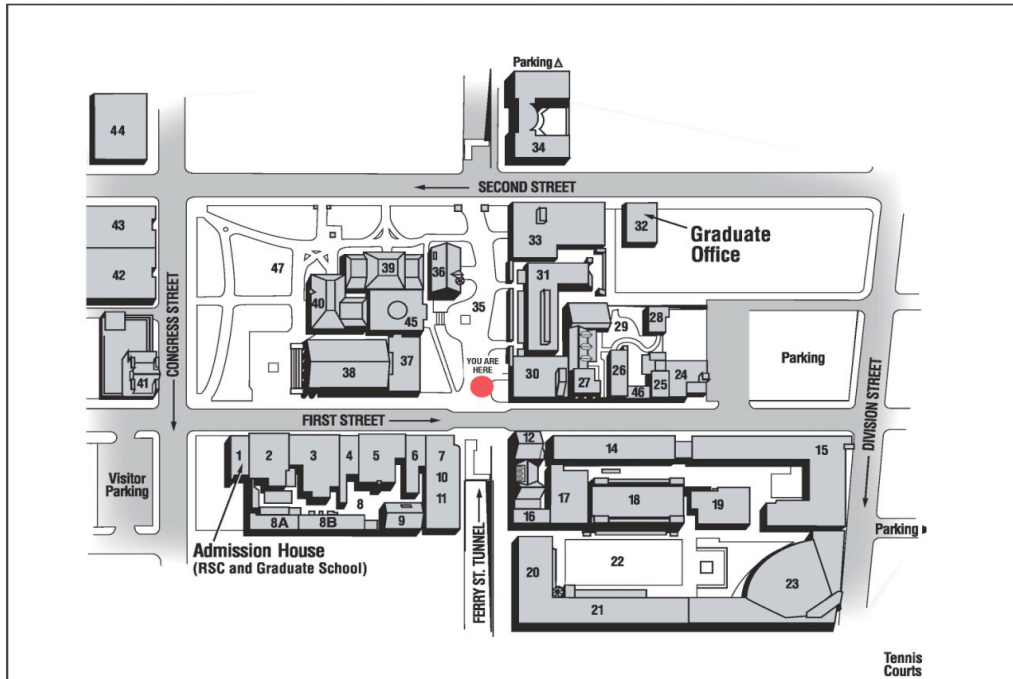 Parking △
44
34
← SECOND STREET →
43
33
32
Graduate
Office
47
39
36
31
42
40
35
45
29
28
CONGRESS STREET
37
YOU ARE
HERE
Parking
38
30
27
26
46
25
24
41
DIVISION STREET
FIRST STREET
1
2
3
4
5
6
7
12
14
15
Visitor
Parking
10
11
17
18
19
8
8A
8B
9
16
Admission House
(RSC and Graduate School)
FERRY ST. TUNNEL
Parking
20
22
23
21
Tennis
Courts